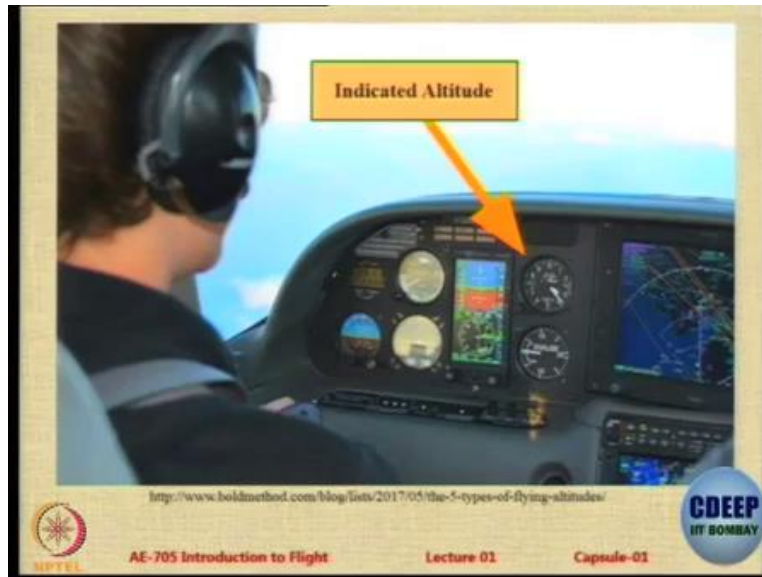 Indicated Altitude
http://www.boldmethod.com/blog/lists/2017/05/the-5-types-of-flying-altitudes/
NPTEL
AE-705 Introduction to Flight
Lecture 01
Capsule-01
CDEEP
IIT BOMBAY